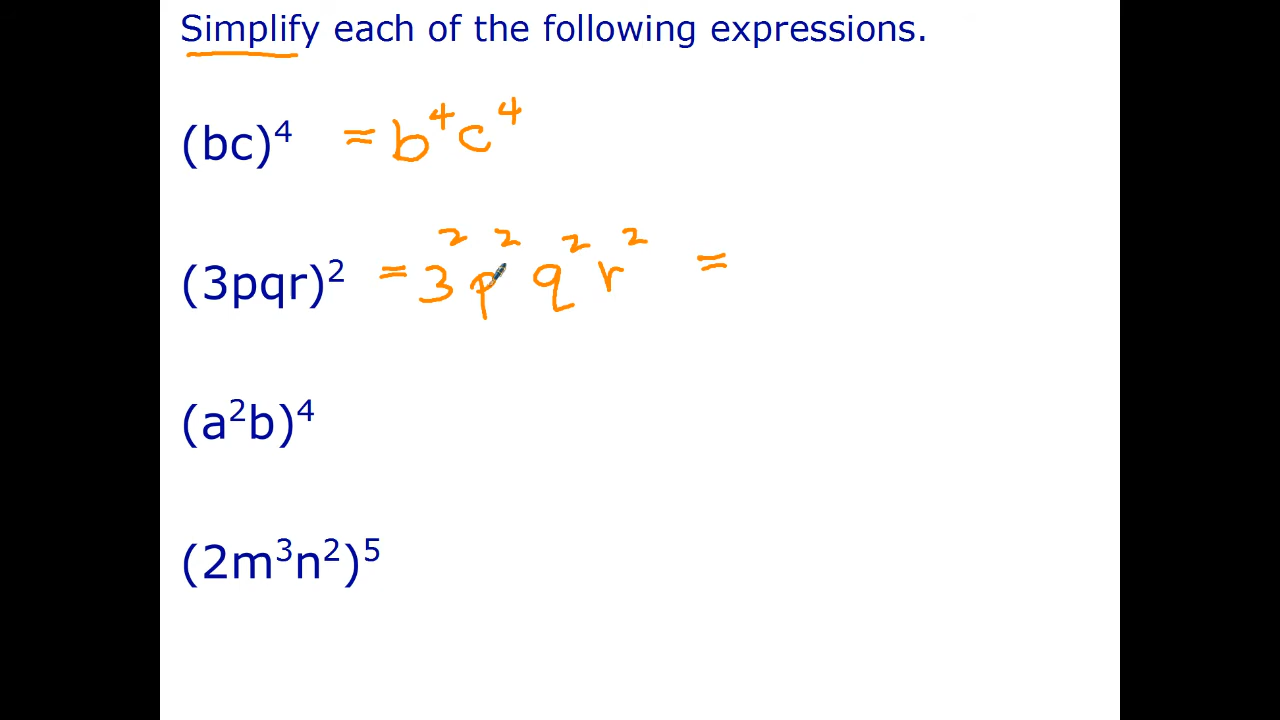 Simplify each of the following expressions.
(bc)⁴ = b⁴c⁴
(3pqr)² = 3²p²q²r² =
(a²b)⁴
(2m³n²)⁵